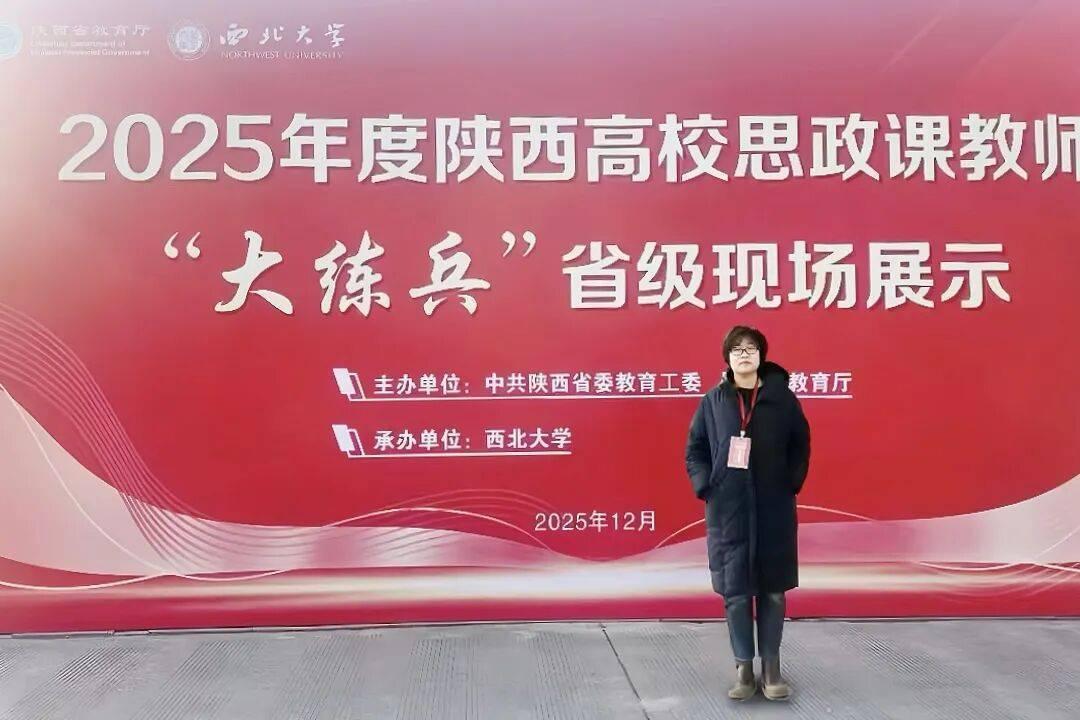 陕西省教育厅
西北大学
NORTHWEST UNIVERSITY
2025年度陕西高校思政课教师
“大练兵”省级现场展示
主办单位：中共陕西省委教育工委 教育厅
承办单位：西北大学
2025年12月